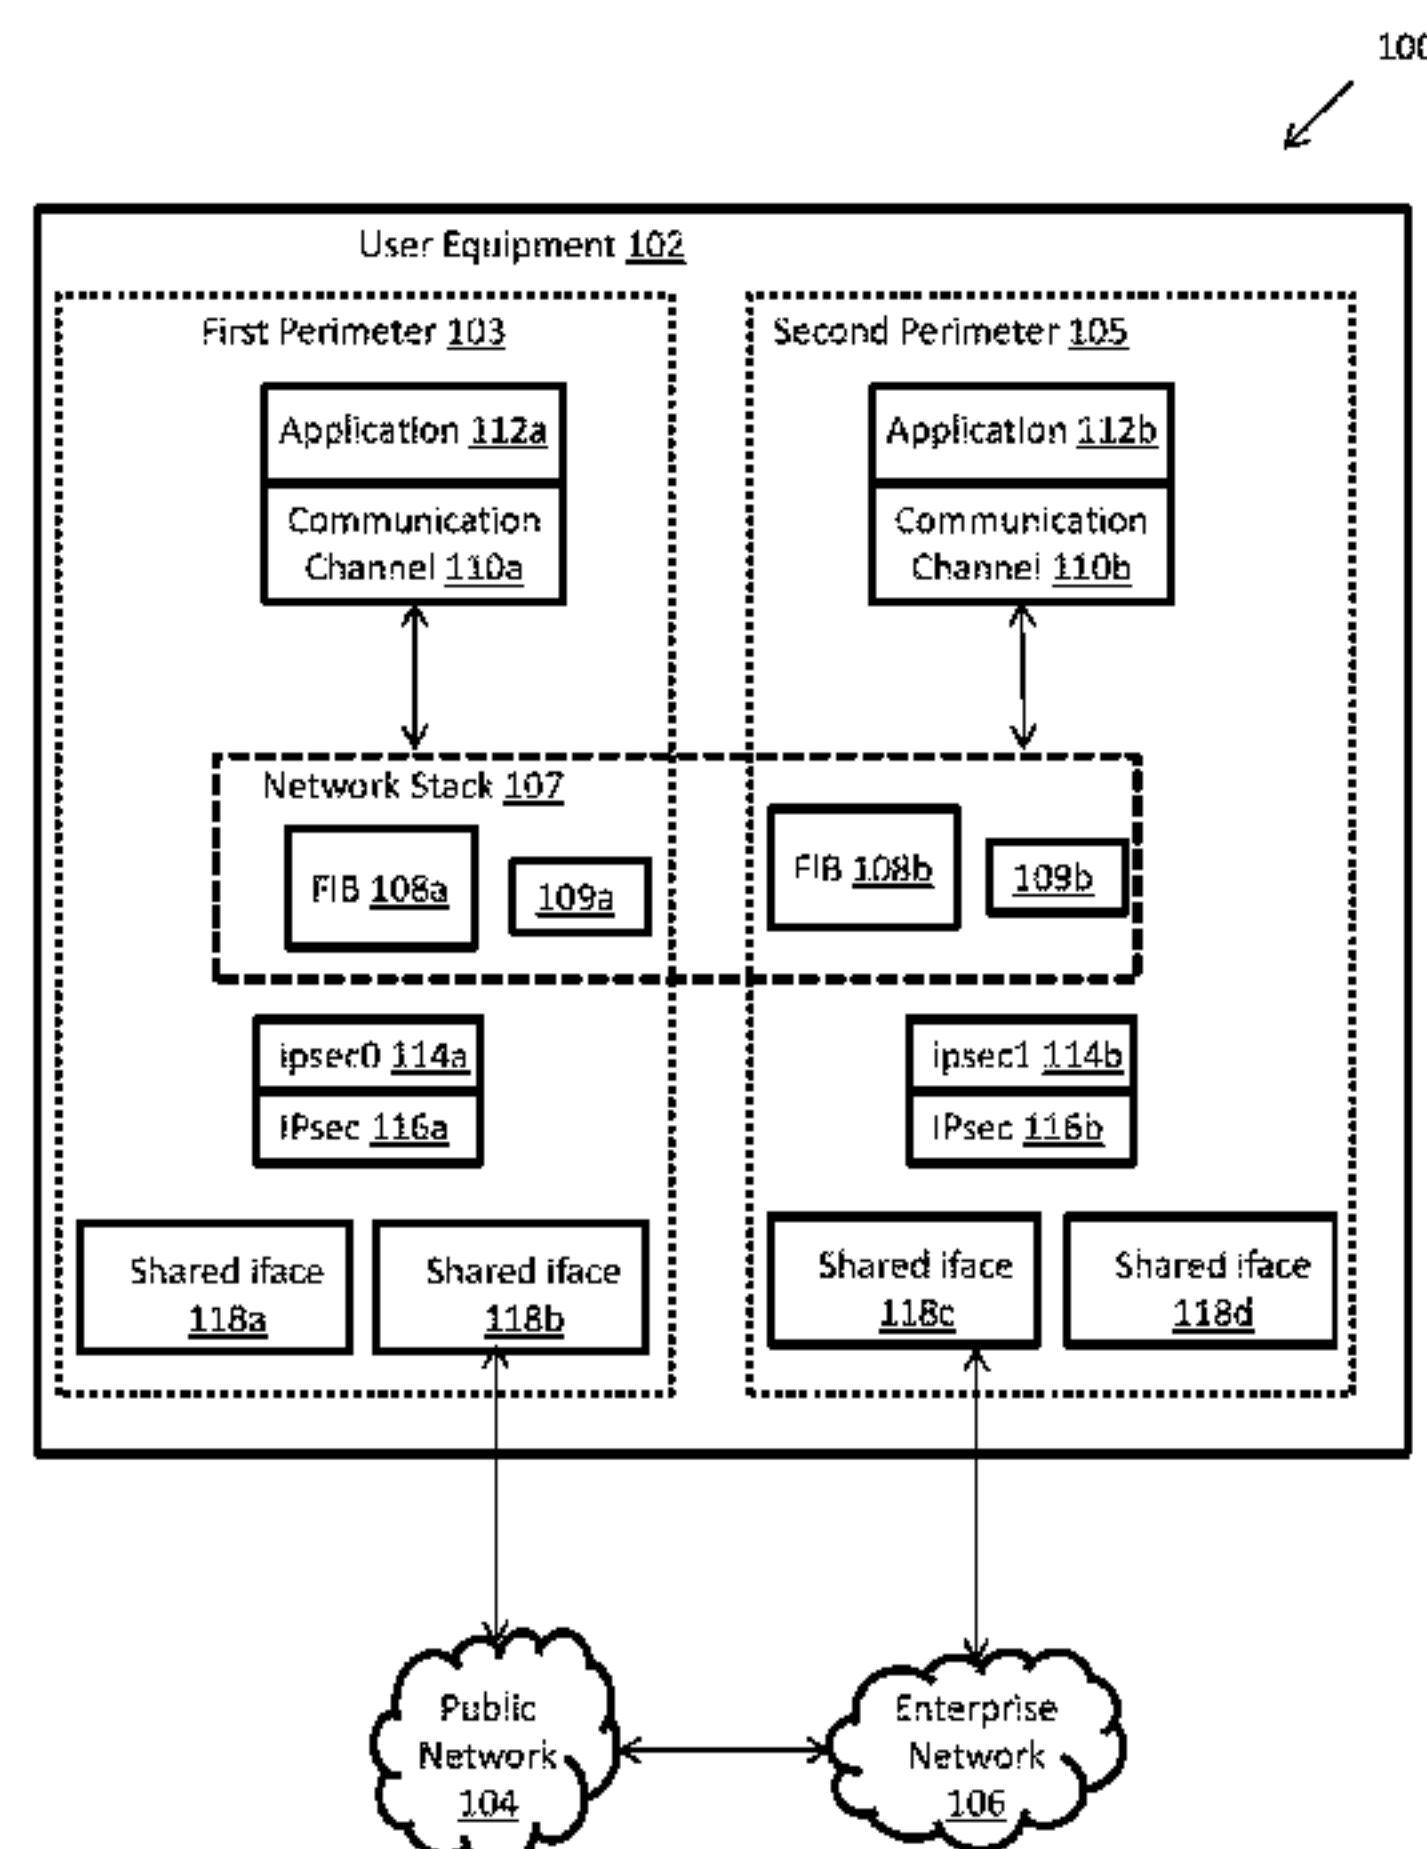 100
User Equipment 102
First Perimeter 103
Application 112a
Communication
Channel 110a
Second Perimeter 105
Application 112b
Communication
Channel 110b
Network Stack 107
FIB 108a
109a
FIB 108b
109b
ipsec0 114a
IPsec 116a
ipsec1 114b
IPsec 116b
Shared iface
118a
Shared iface
118b
Shared iface
118c
Shared iface
118d
Public
Network
104
Enterprise
Network
106